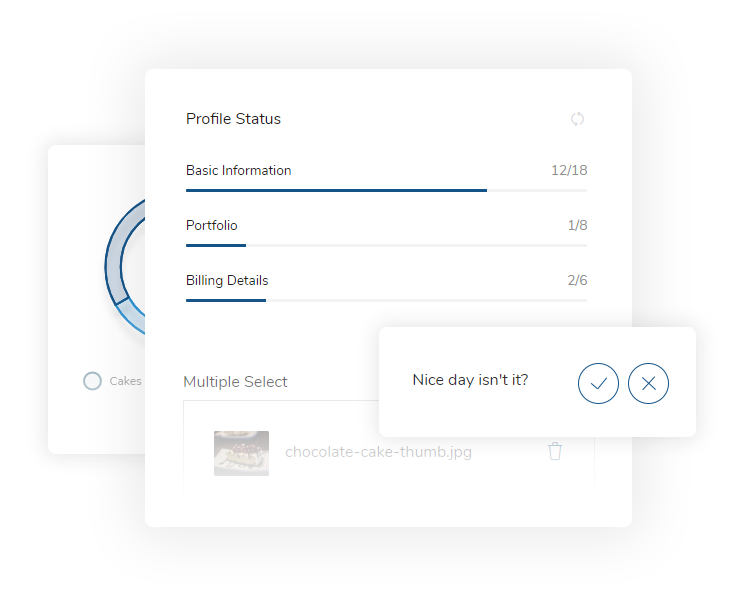 Profile Status
Basic Information 12/18
Portfolio 1/8
Billing Details 2/6
Nice day isn't it?
Cakes
Multiple Select
chocolate-cake-thumb.jpg